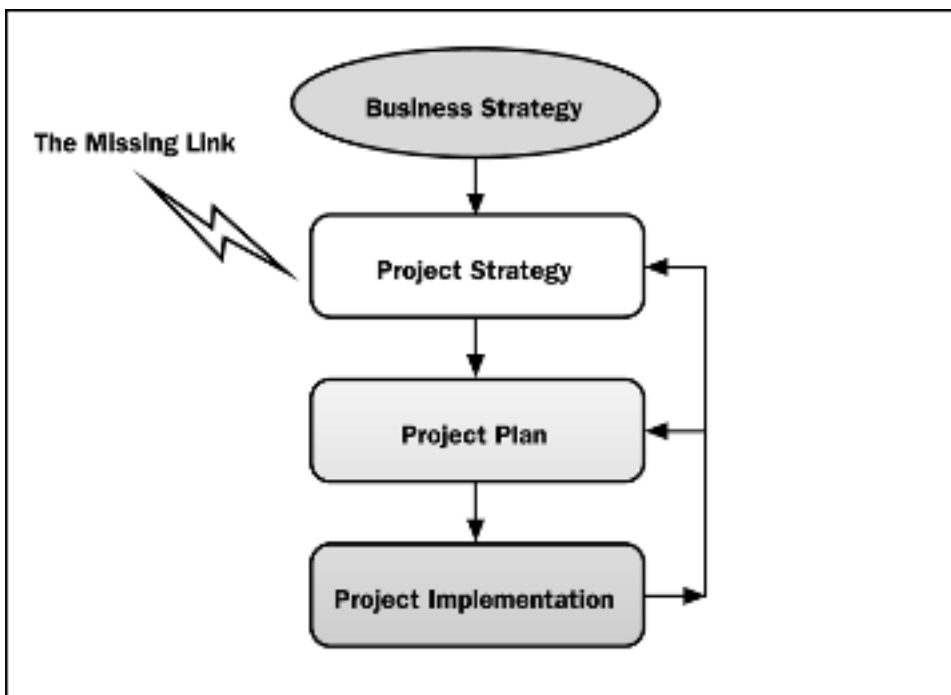 Business Strategy
The Missing Link
Project Strategy
Project Plan
Project Implementation